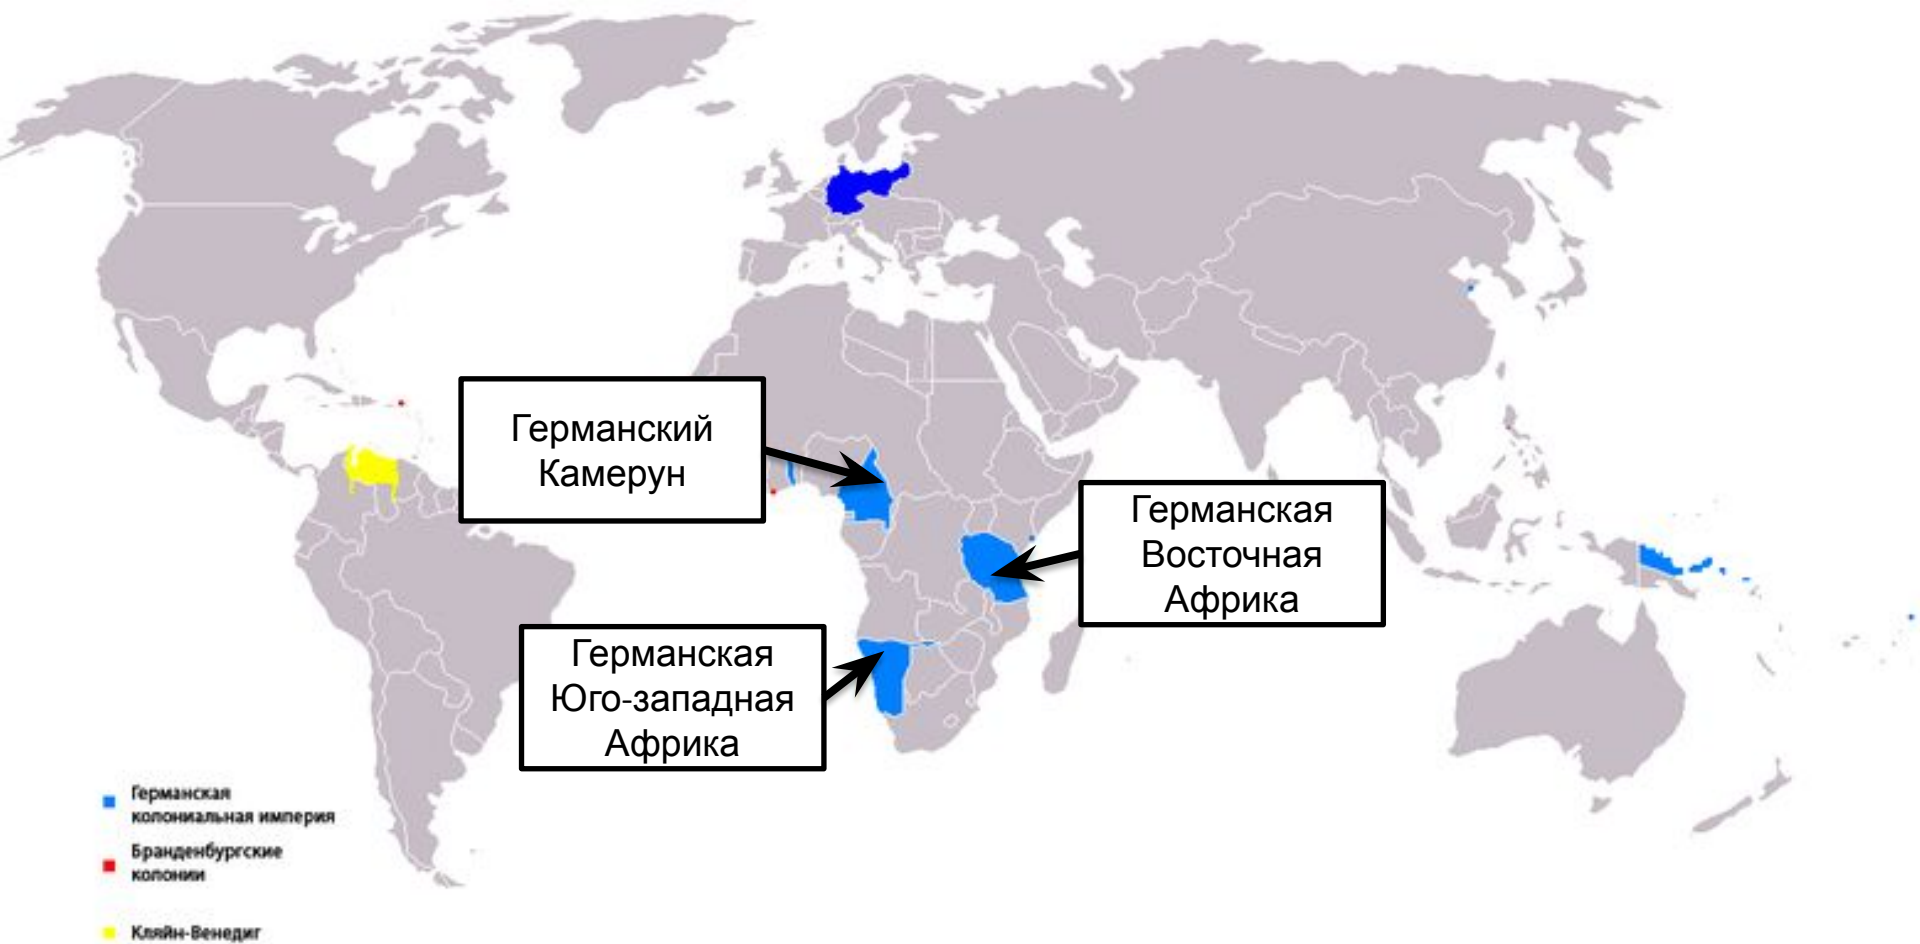 Германский
Камерун
Германская
Восточная
Африка
Германская
Юго-западная
Африка
Германская
колониальная империя
Бранденбургские
колонии
Кляйн-Венедиг